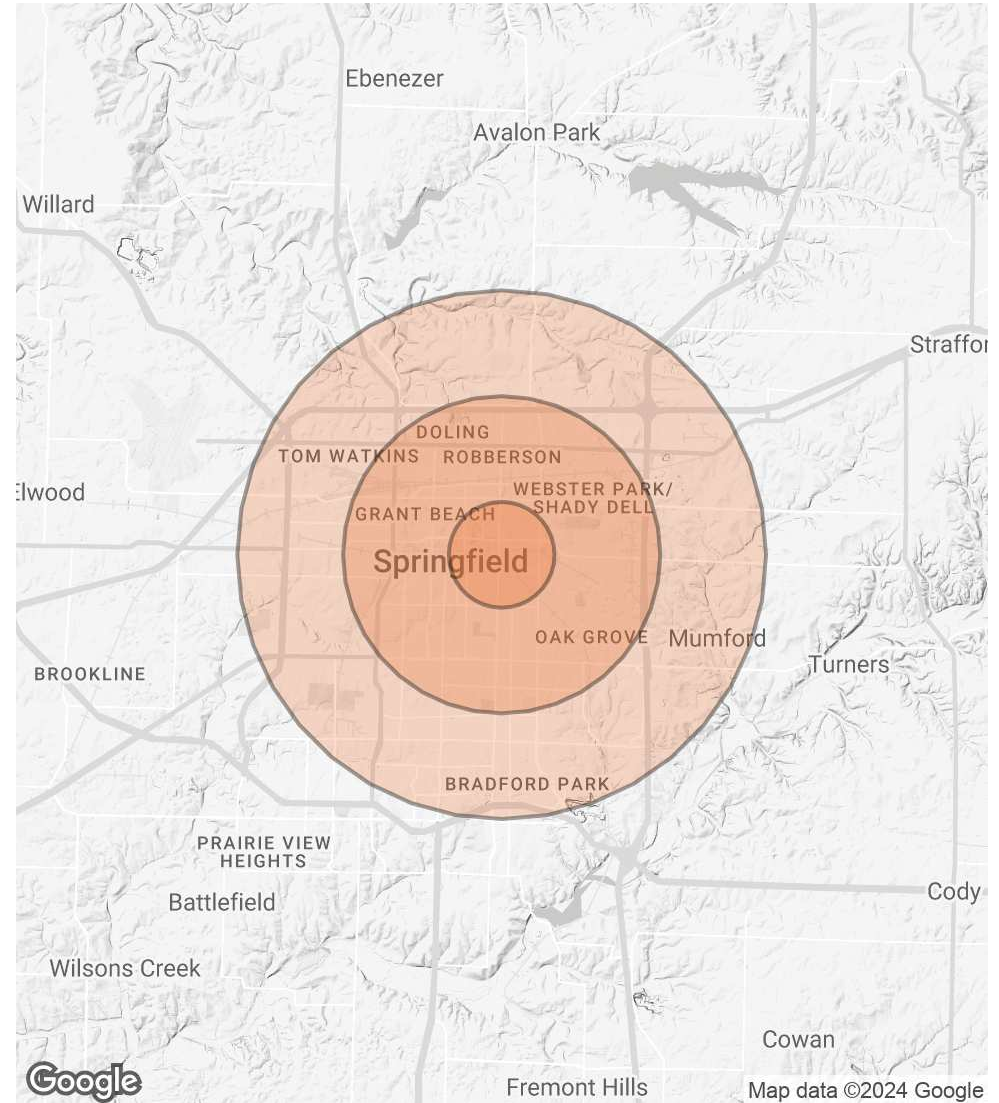 Ebenezer
Avalon Park
Willard
Straffor
DOLING
TOM WATKINS
ROBBERSON
Elwood
WEBSTER PARK/
SHADY DELL
GRANT BEACH
Springfield
OAK GROVE
Mumford
Turners
BROOKLINE
BRADFORD PARK
PRAIRIE VIEW
HEIGHTS
Battlefield
Cody
Wilsons Creek
Cowan
Google
Fremont Hills
Map data ©2024 Google